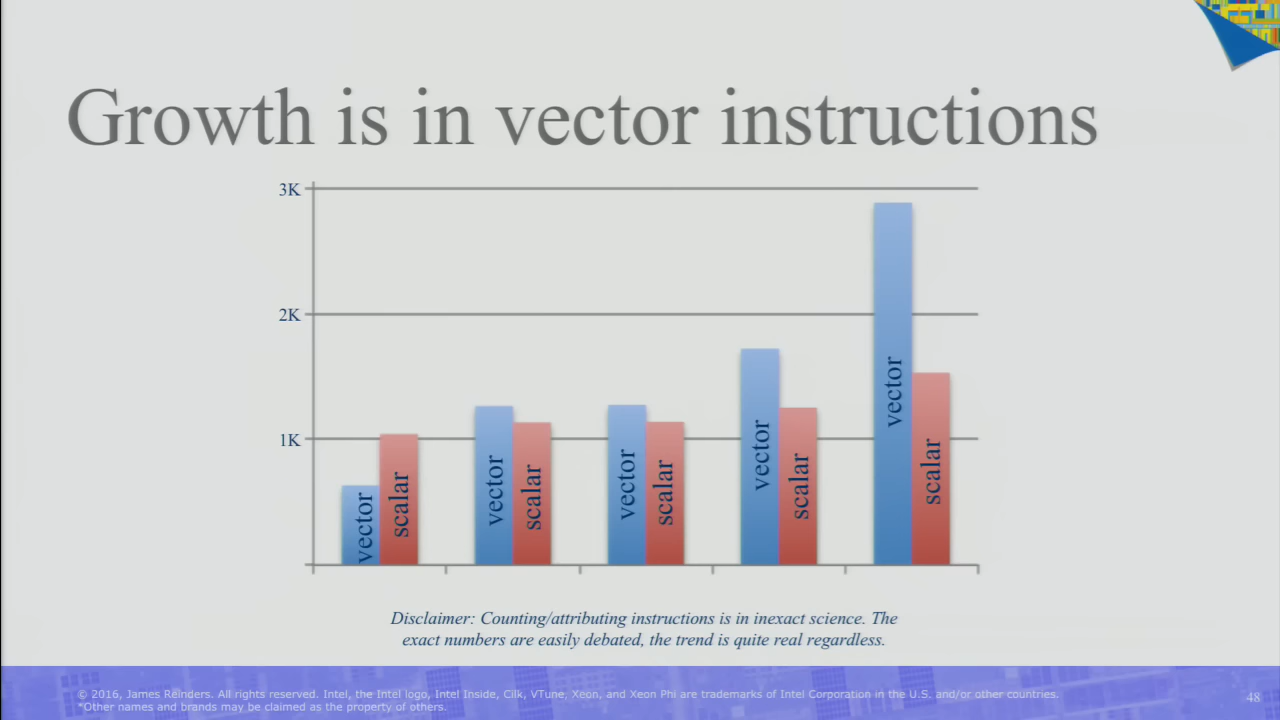 Growth is in vector instructions
3K
2K
1K
vector
scalar
vector
scalar
vector
scalar
vector
scalar
vector
scalar
Disclaimer: Counting/attributing instructions is in inexact science. The
exact numbers are easily debated, the trend is quite real regardless.
© 2016, James Reinders. All rights reserved. Intel, the Intel logo, Intel Inside, Cilk, VTune, Xeon, and Xeon Phi are trademarks of Intel Corporation in the U.S. and/or other countries.
*Other names and brands may be claimed as the property of others.
48